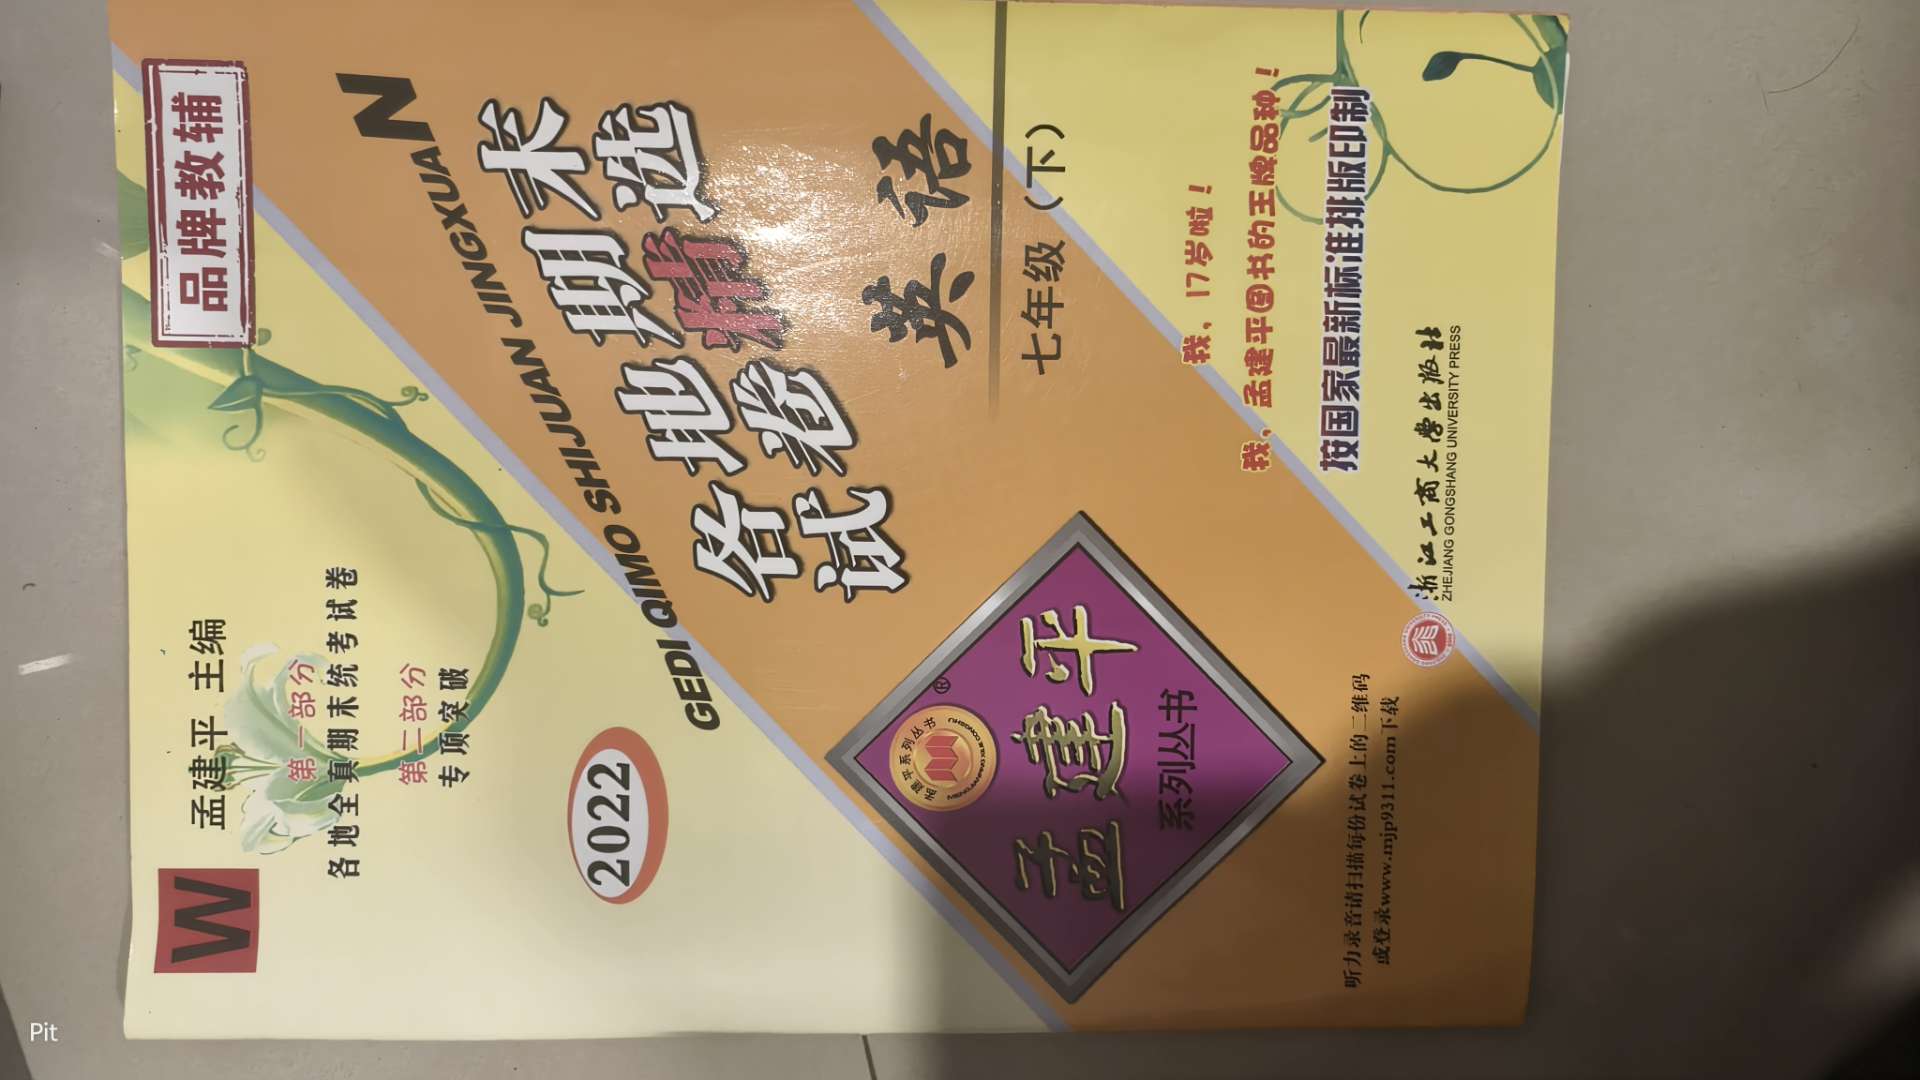 W
孟建平 主编
品牌教辅
第一部分
各地全真期末统考试卷
第二部分
专项突破
2022
GEDI QIMO SHIJUAN JINGXUAN
N
各地期末
试卷精选
英语
七年级(下)
孟建平
系列丛书
®
我,17岁啦!
我,孟建平图书的王牌品种!
按国家最新标准排版印制
听力录音请扫描每份试卷上的二维码
或登录www.mjp9311.com下载
浙江工商大学出版社
ZHEJIANG GONGSHANG UNIVERSITY PRESS
Pit